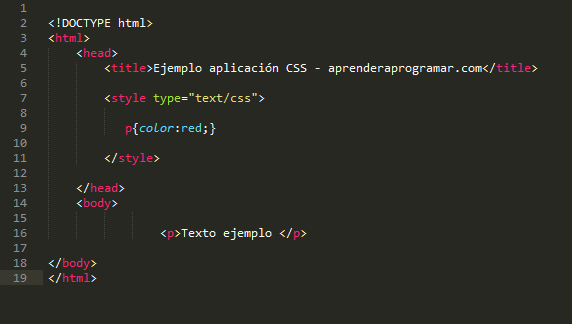 1
2 <!DOCTYPE html>
3 <html>
4 <head>
5 <title>Ejemplo aplicación CSS - aprenderaprogramar.com</title>
6
7 <style type="text/css">
8
9 p{color:red;}
10
11 </style>
12
13 </head>
14 <body>
15
16 <p>Texto ejemplo </p>
17
18 </body>
19 </html>